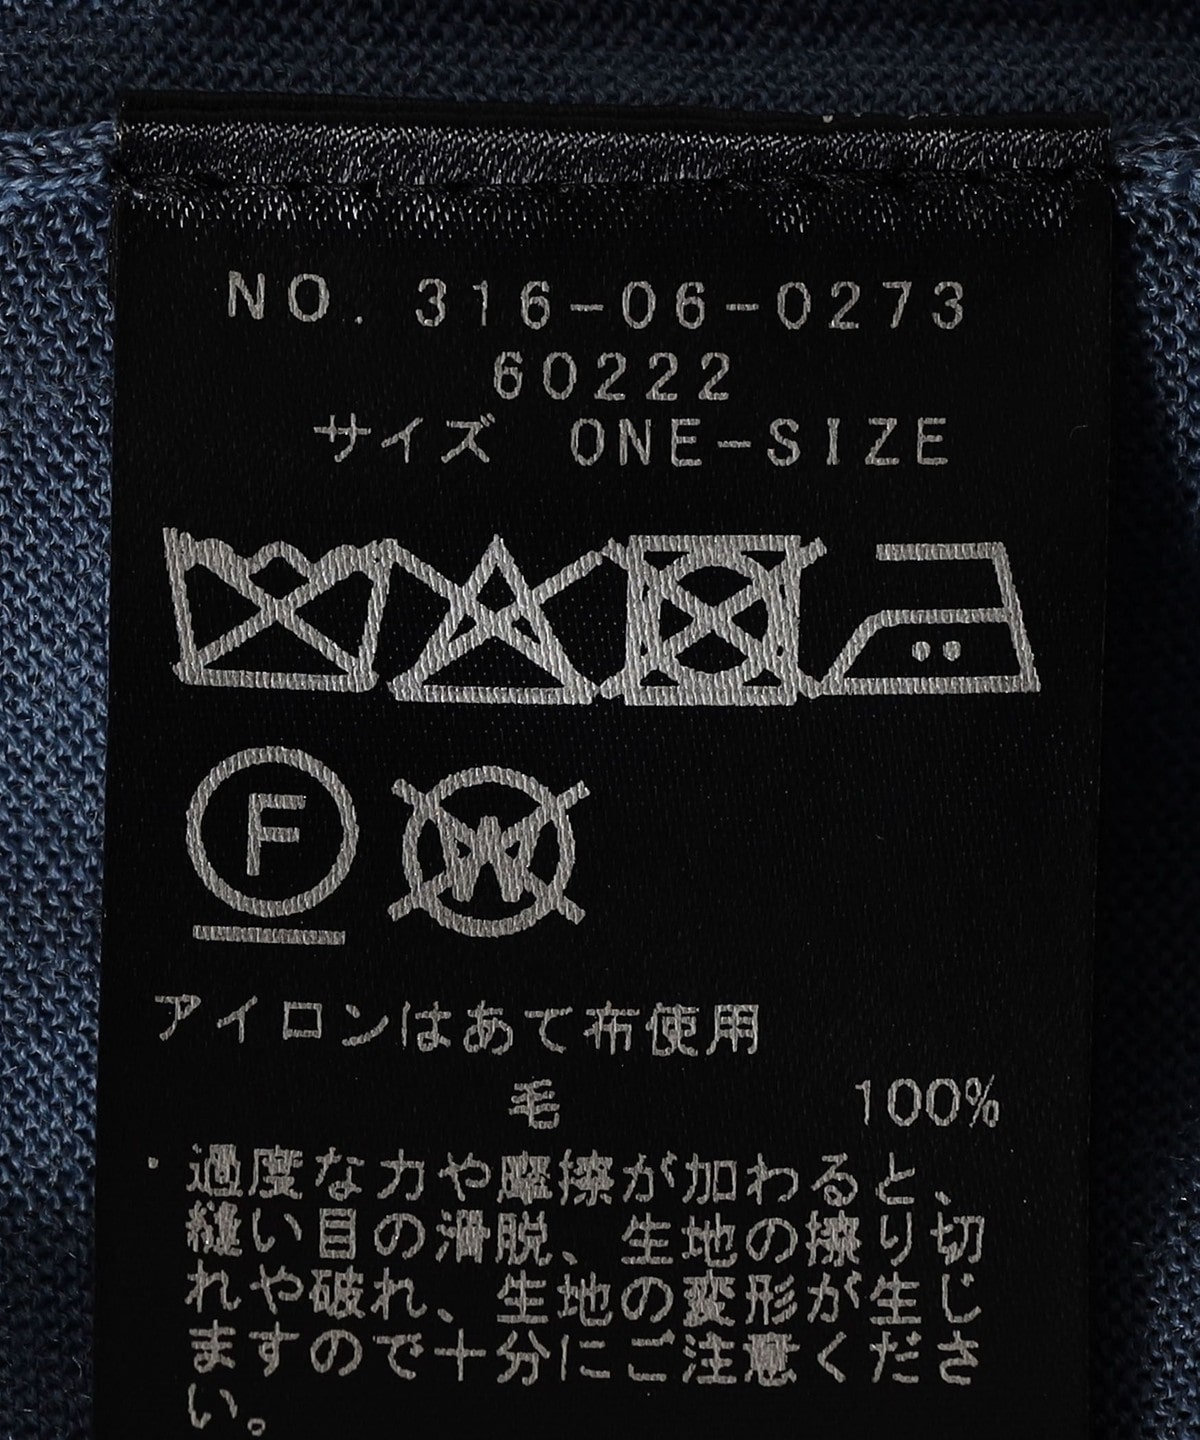 NO. 316-06-0273
60222
サイズ ONE-SIZE
F W
アイロンはあて布使用
毛 100%
・過度な力や摩擦が加わると、
縫い目の滑脱、生地の擦り切
れや破れ、生地の変形が生じ
ますので十分にご注意くださ
い。